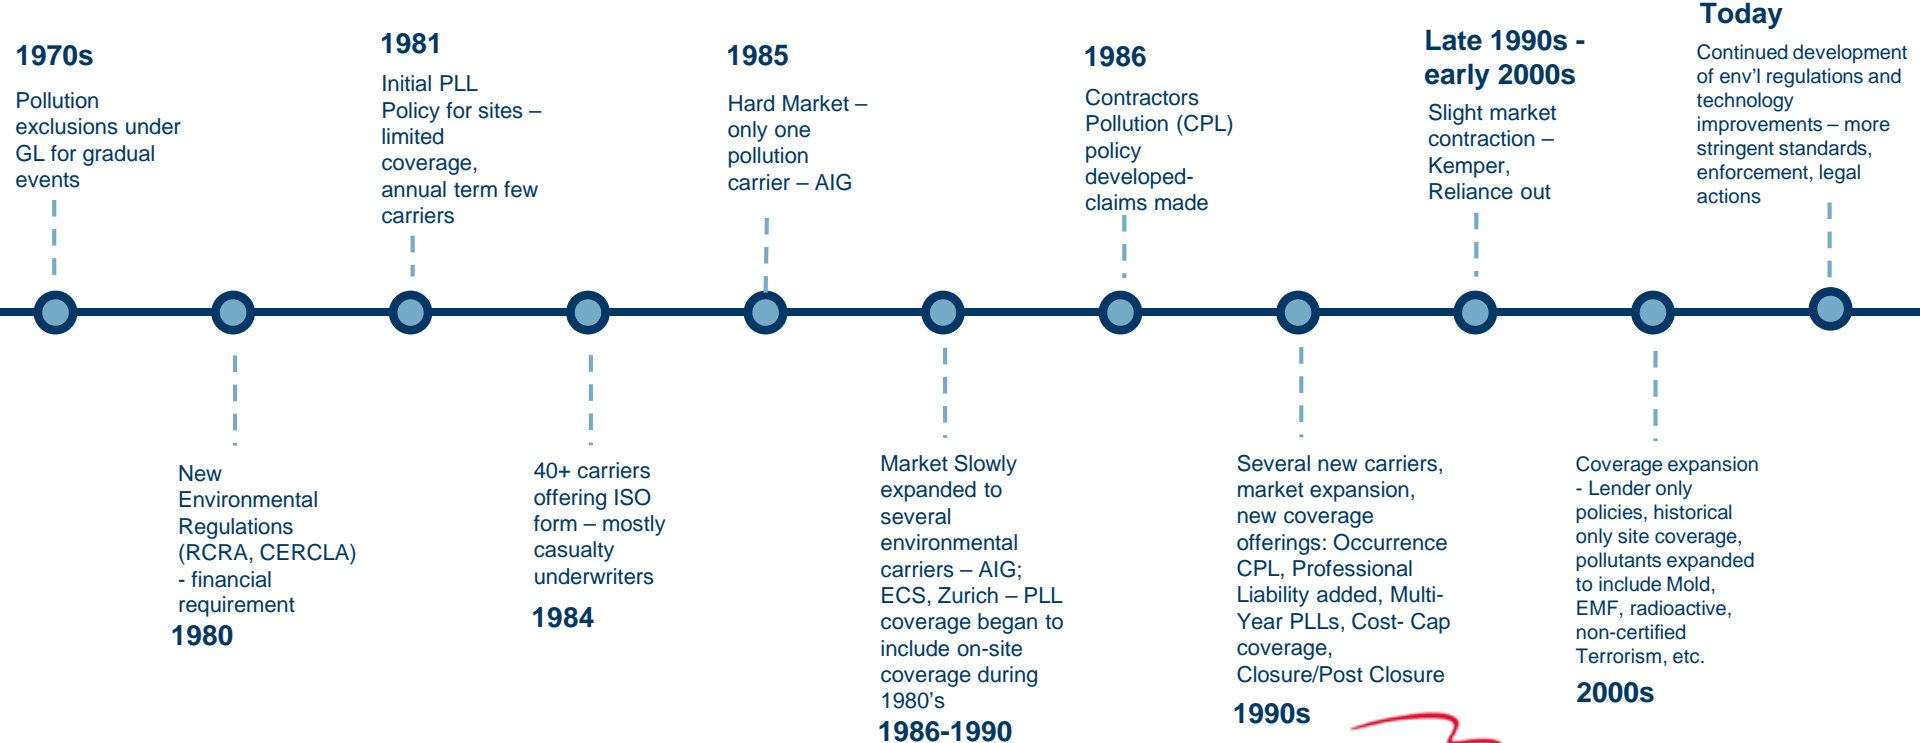 1970s
Pollution
exclusions under
GL for gradual
events
New
Environmental
Regulations
(RCRA, CERCLA)
- financial
requirement
1980
1981
Initial PLL
Policy for sites –
limited
coverage,
annual term few
carriers
40+ carriers
offering ISO
form – mostly
casualty
underwriters
1984
1985
Hard Market –
only one
pollution
carrier – AIG
Market Slowly
expanded to
several
environmental
carriers – AIG;
ECS, Zurich – PLL
coverage began to
include on-site
coverage during
1980’s
1986-1990
1986
Contractors
Pollution (CPL)
policy
developed-
claims made
Several new carriers,
market expansion,
new coverage
offerings: Occurrence
CPL, Professional
Liability added, Multi-
Year PLLs, Cost- Cap
coverage,
Closure/Post Closure
1990s
Late 1990s -
early 2000s
Slight market
contraction –
Kemper,
Reliance out
Coverage expansion
- Lender only
policies, historical
only site coverage,
pollutants expanded
to include Mold,
EMF, radioactive,
non-certified
Terrorism, etc.
2000s
Today
Continued development
of env’l regulations and
technology
improvements – more
stringent standards,
enforcement, legal
actions